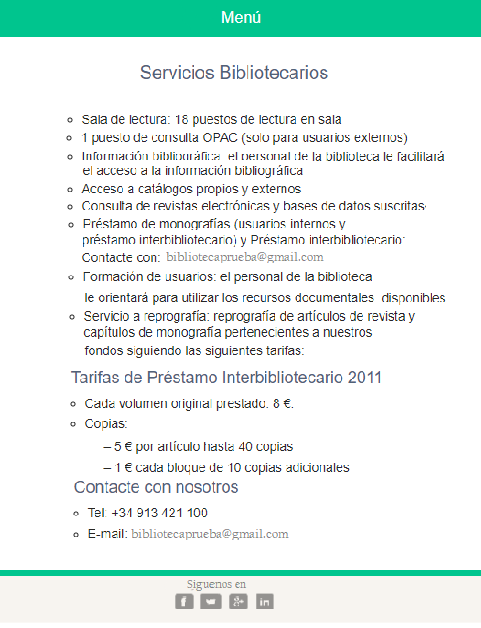 Menú
Servicios Bibliotecarios
Sala de lectura: 18 puestos de lectura en sala
1 puesto de consulta OPAC (solo para usuarios externos)
Información bibliográfica: el personal de la biblioteca le facilitará
el acceso a la información bibliográfica
Acceso a catálogos propios y externos
Consulta de revistas electrónicas y bases de datos suscritas.
Préstamo de monografías (usuarios internos y
préstamo interbibliotecario) y Préstamo interbibliotecario:
Contacte con: bibliotecaprueba@gmail.com
Formación de usuarios: el personal de la biblioteca
le orientará para utilizar los recursos documentales disponibles
Servicio a reprografía: reprografía de artículos de revista y
capítulos de monografía pertenecientes a nuestros
fondos siguiendo las siguientes tarifas:
Tarifas de Préstamo Interbibliotecario 2011
Cada volumen original prestado: 8 €.
Copias:
– 5 € por artículo hasta 40 copias
– 1 € cada bloque de 10 copias adicionales
Contacte con nosotros
Tel: +34 913 421 100
E-mail: bibliotecaprueba@gmail.com
Siguenos en